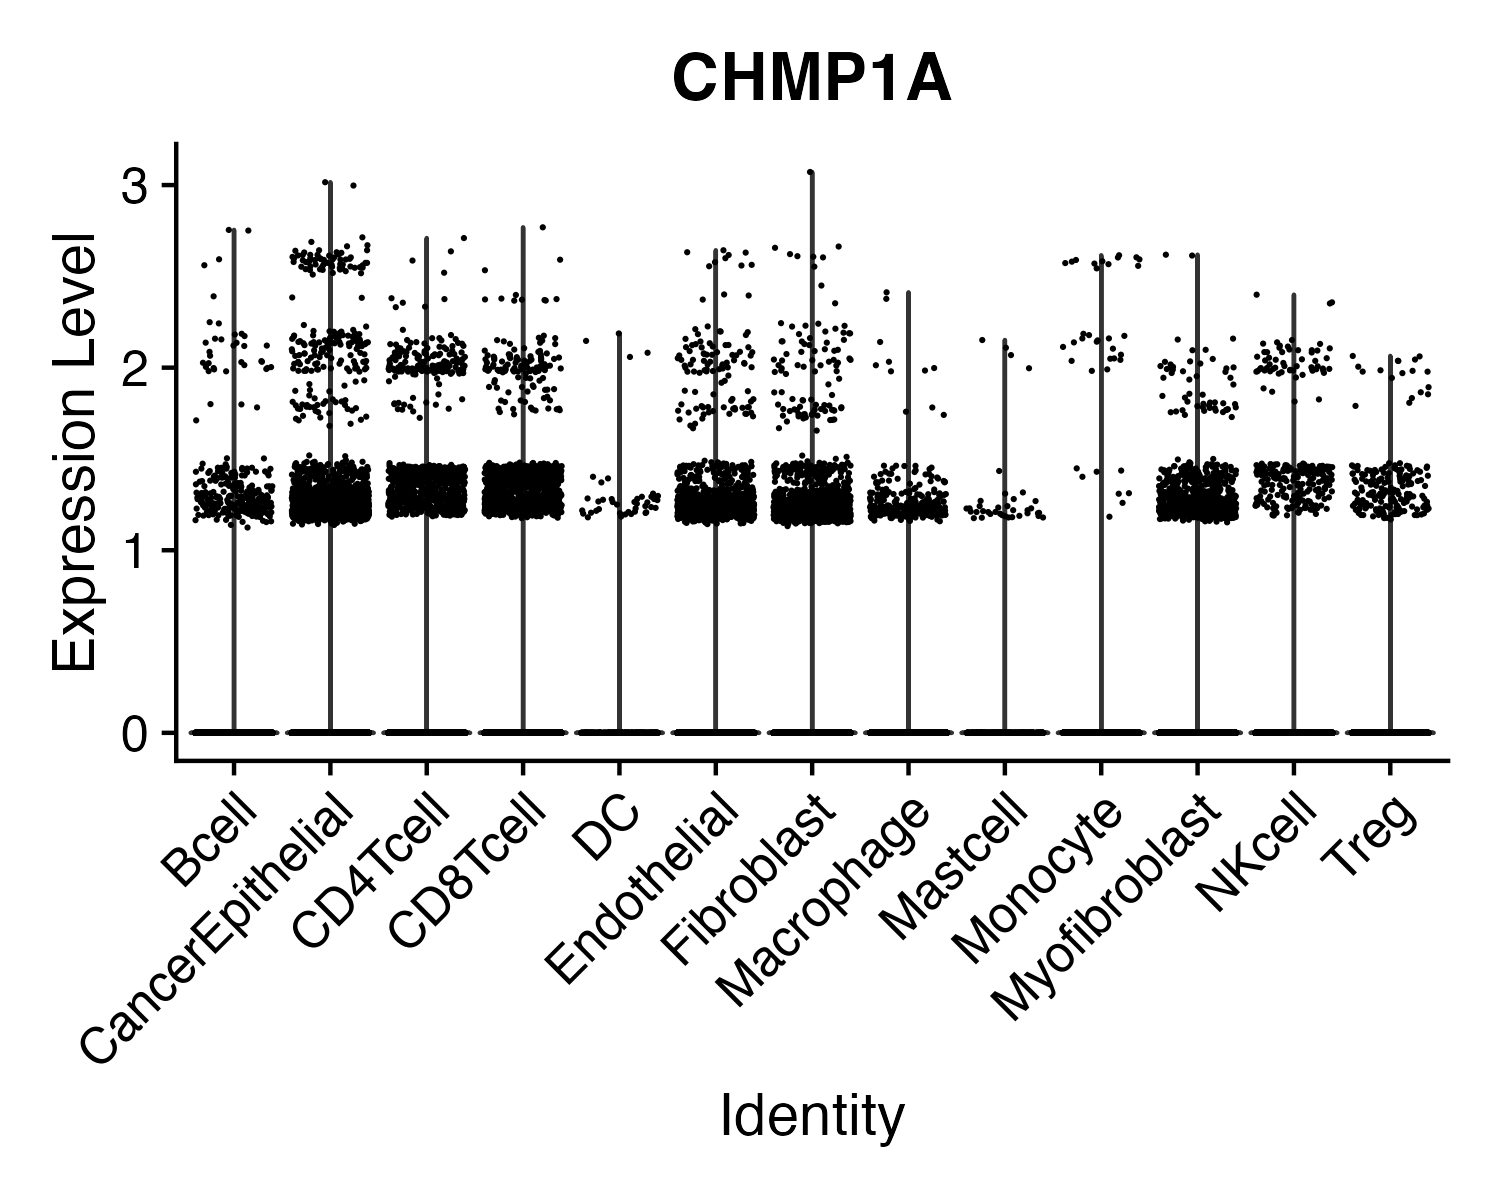 CHMP1A
Expression Level
3
2
1
0
Bcell
CancerEpithelial
CD4Tcell
CD8Tcell
DC
Endothelial
Fibroblast
Macrophage
Mastcell
Monocyte
Myofibroblast
NKcell
Treg
Identity